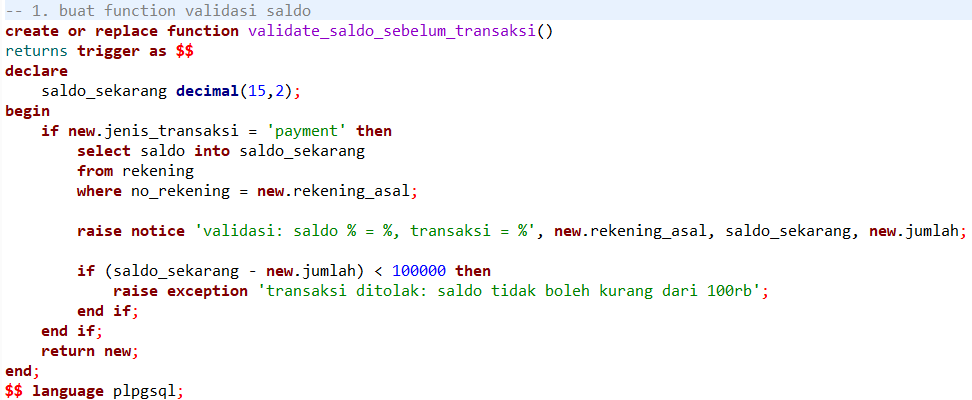 -- 1. buat function validasi saldo
create or replace function validate_saldo_sebelum_transaksi()
returns trigger as $$
declare
    saldo_sekarang decimal(15,2);
begin
    if new.jenis_transaksi = 'payment' then
        select saldo into saldo_sekarang
        from rekening
        where no_rekening = new.rekening_asal;

        raise notice 'validasi: saldo % = %, transaksi = %', new.rekening_asal, saldo_sekarang, new.jumlah;

        if (saldo_sekarang - new.jumlah) < 100000 then
            raise exception 'transaksi ditolak: saldo tidak boleh kurang dari 100rb';
        end if;
    end if;
    return new;
end;
$$ language plpgsql;